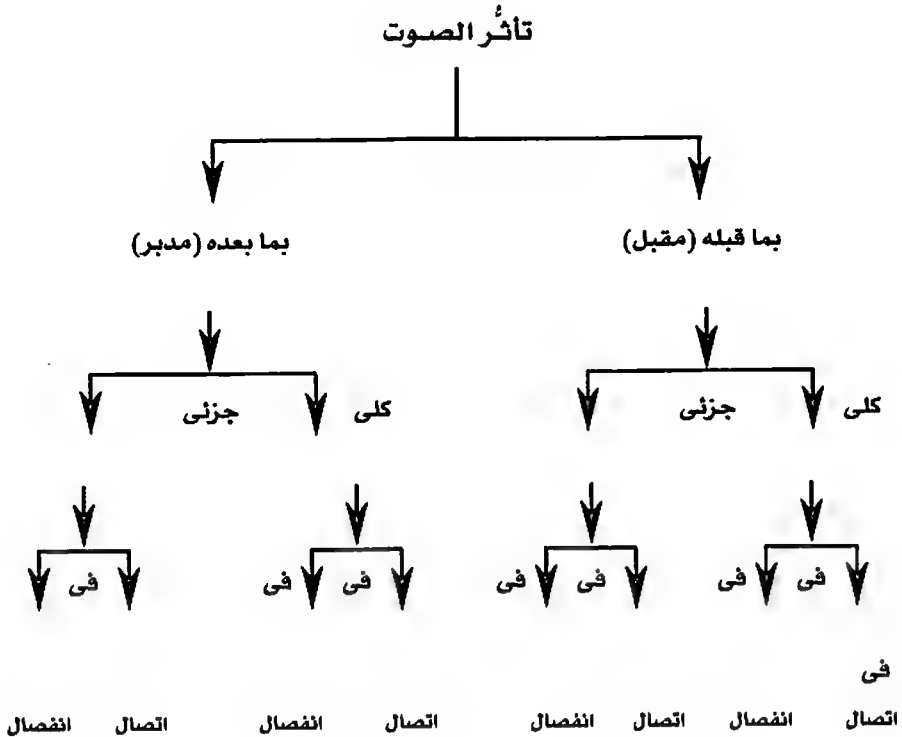 تأثُّر الصوت
بما قبله (مقبل) بما بعده (مدبر)
كلى جزئى كلى جزئى
فى فى فى فى فى فى فى
فى
اتصال انفصال اتصال انفصال اتصال انفصال اتصال انفصال